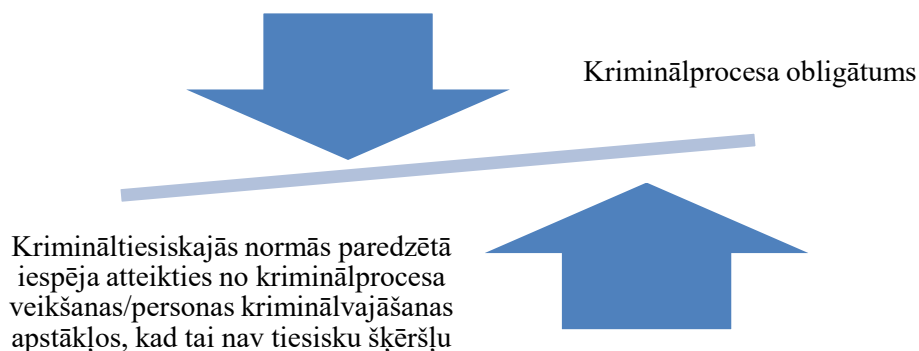 Kriminālprocesa obligātums
Krimināltiesiskajās normās paredzētā
iespēja atteikties no kriminālprocesa
veikšanas/personas kriminālvajāšanas
apstākļos, kad tai nav tiesisku šķēršļu